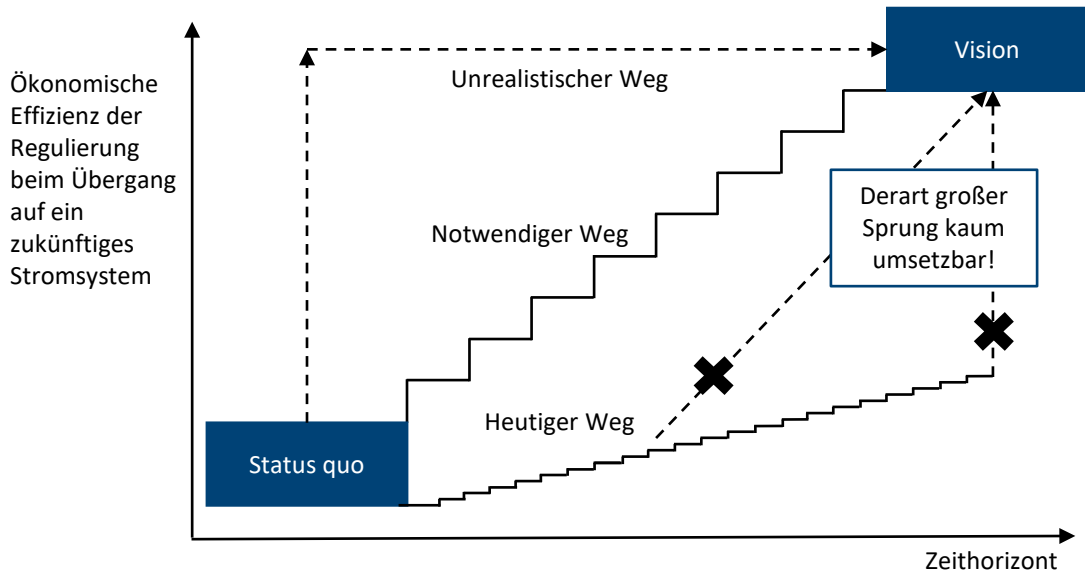 Ökonomische
Effizienz der
Regulierung
beim Übergang
auf ein
zukünftiges
Stromsystem
Vision
Unrealistischer Weg
Derart großer
Sprung kaum
umsetzbar!
Notwendiger Weg
Heutiger Weg
Status quo
Zeithorizont